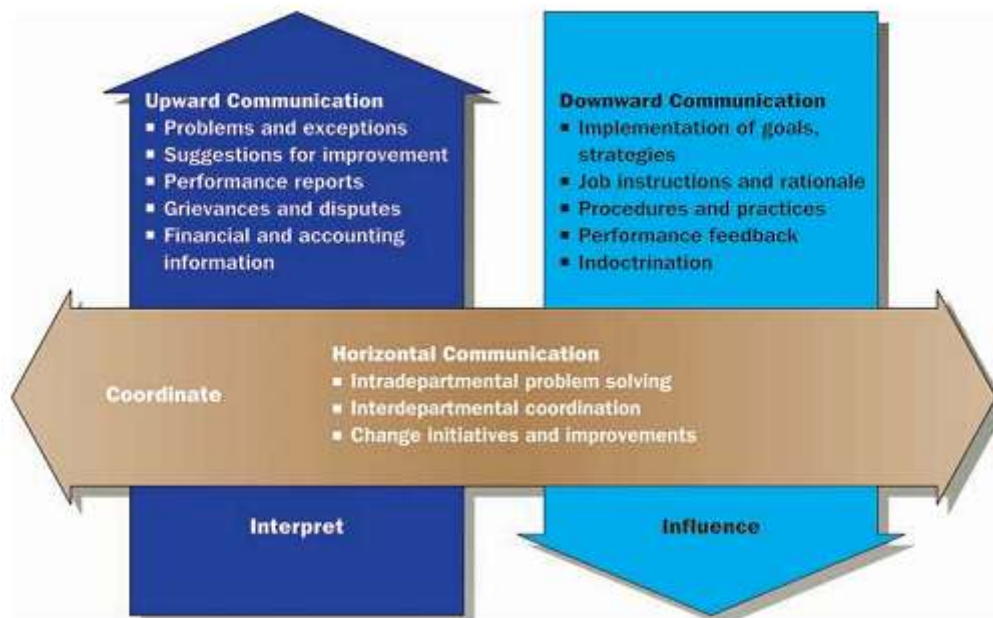 Upward Communication
▪ Problems and exceptions
▪ Suggestions for improvement
▪ Performance reports
▪ Grievances and disputes
▪ Financial and accounting
information
Downward Communication
▪ Implementation of goals,
strategies
▪ Job instructions and rationale
▪ Procedures and practices
▪ Performance feedback
▪ Indoctrination
Coordinate
Horizontal Communication
▪ Intradepartmental problem solving
▪ Interdepartmental coordination
▪ Change initiatives and improvements
Interpret
Influence